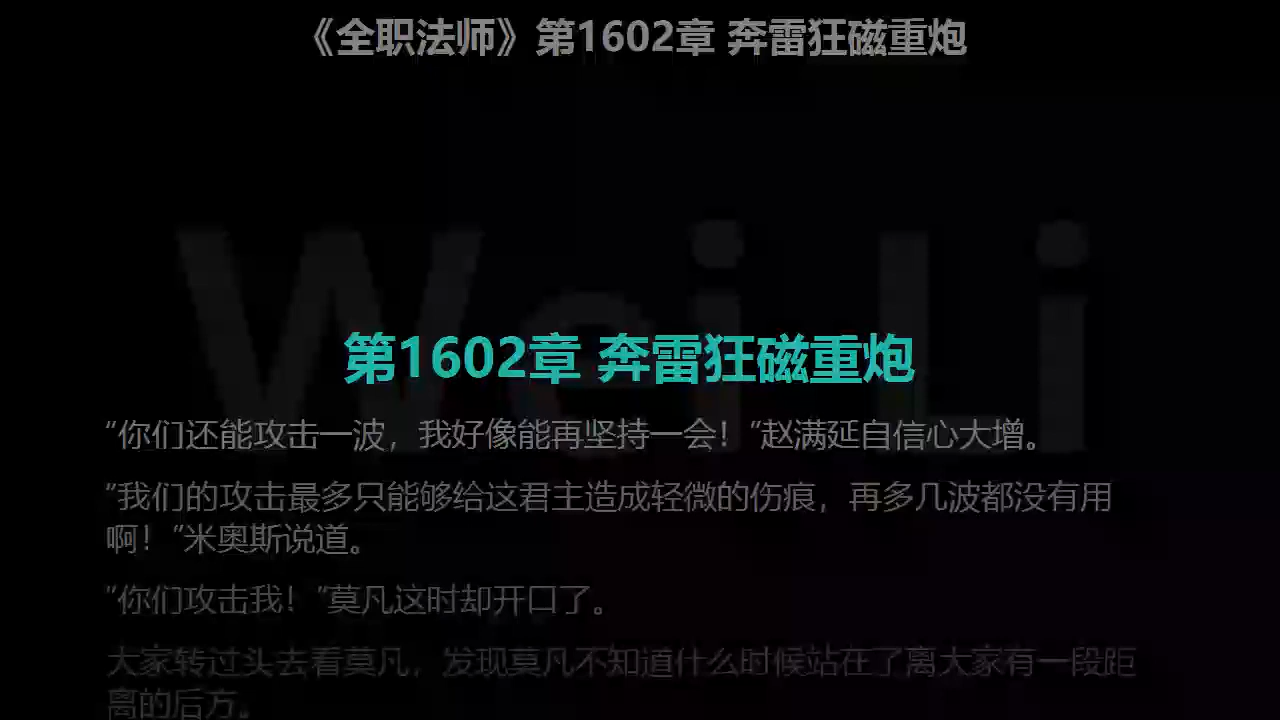 《全职法师》第1602章 奔雷狂磁重炮
Wei Li
第1602章 奔雷狂磁重炮
“你们还能攻击一波，我好像能再坚持一会！”赵满延自信心大增。
“我们的攻击最多只能够给这君主造成轻微的伤痕，再多几波都没有用
啊！”米奥斯说道。
“你们攻击我！”莫凡这时却开口了。
大家转过头去看莫凡，发现莫凡不知道什么时候站在了离大家有一段距
离的后方。